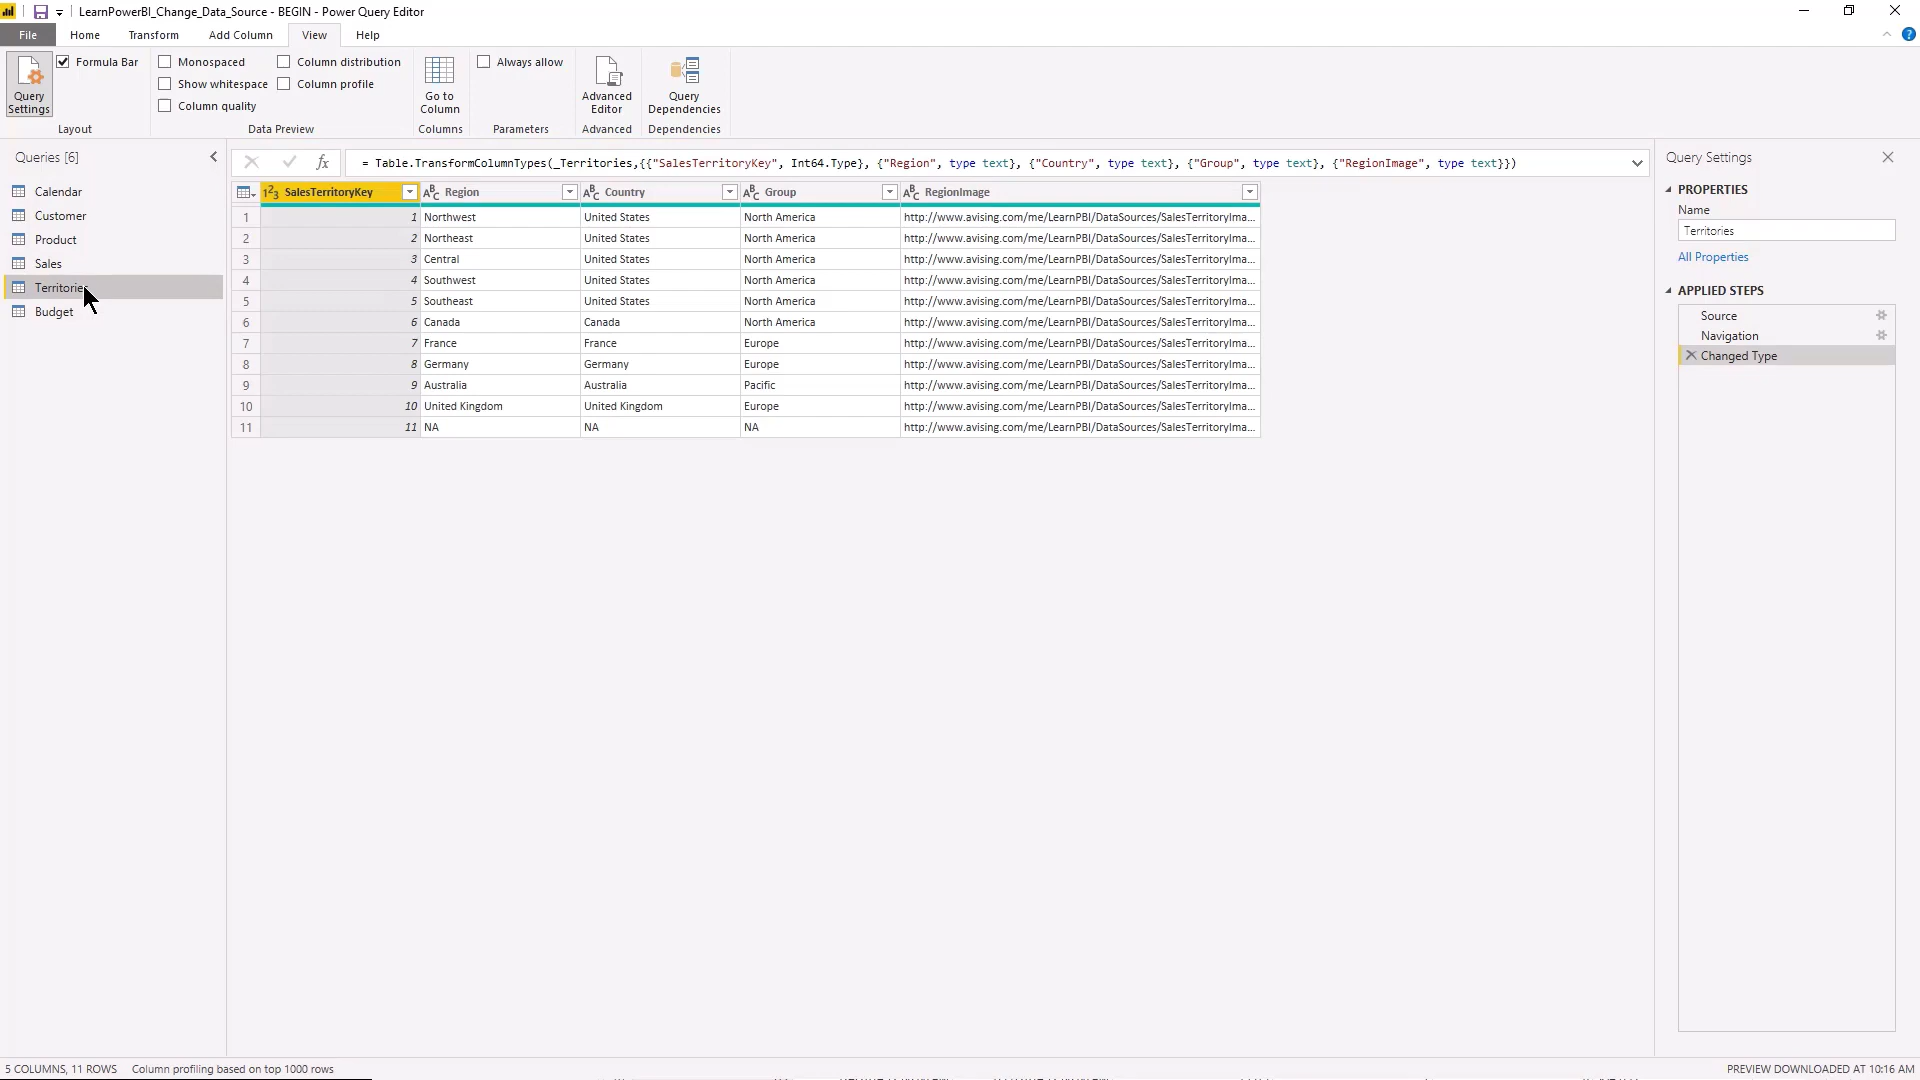 LearnPowerBI_Change_Data_Source - BEGIN - Power Query Editor
File Home Transform Add Column View Help
Query Settings
Formula Bar
Layout
Monospaced
Show whitespace
Column quality
Column distribution
Column profile
Data Preview
Go to Column
Columns
Always allow
Parameters
Advanced Editor
Advanced
Query Dependencies
Dependencies
Queries [6]
Calendar
Customer
Product
Sales
Territories
Budget
fx = Table.TransformColumnTypes(_Territories,{{"SalesTerritoryKey", Int64.Type}, {"Region", type text}, {"Country", type text}, {"Group", type text}, {"RegionImage", type text}})
123 SalesTerritoryKey ABC Region ABC Country ABC Group ABC RegionImage
1 1 Northwest United States North America http://www.avising.com/me/LearnPBI/DataSources/SalesTerritoryIma...
2 2 Northeast United States North America http://www.avising.com/me/LearnPBI/DataSources/SalesTerritoryIma...
3 3 Central United States North America http://www.avising.com/me/LearnPBI/DataSources/SalesTerritoryIma...
4 4 Southwest United States North America http://www.avising.com/me/LearnPBI/DataSources/SalesTerritoryIma...
5 5 Southeast United States North America http://www.avising.com/me/LearnPBI/DataSources/SalesTerritoryIma...
6 6 Canada Canada North America http://www.avising.com/me/LearnPBI/DataSources/SalesTerritoryIma...
7 7 France France Europe http://www.avising.com/me/LearnPBI/DataSources/SalesTerritoryIma...
8 8 Germany Germany Europe http://www.avising.com/me/LearnPBI/DataSources/SalesTerritoryIma...
9 9 Australia Australia Pacific http://www.avising.com/me/LearnPBI/DataSources/SalesTerritoryIma...
10 10 United Kingdom United Kingdom Europe http://www.avising.com/me/LearnPBI/DataSources/SalesTerritoryIma...
11 11 NA NA NA http://www.avising.com/me/LearnPBI/DataSources/SalesTerritoryIma...
Query Settings
PROPERTIES
Name
Territories
All Properties
APPLIED STEPS
Source
Navigation
Changed Type
5 COLUMNS, 11 ROWS Column profiling based on top 1000 rows
PREVIEW DOWNLOADED AT 10:16 AM